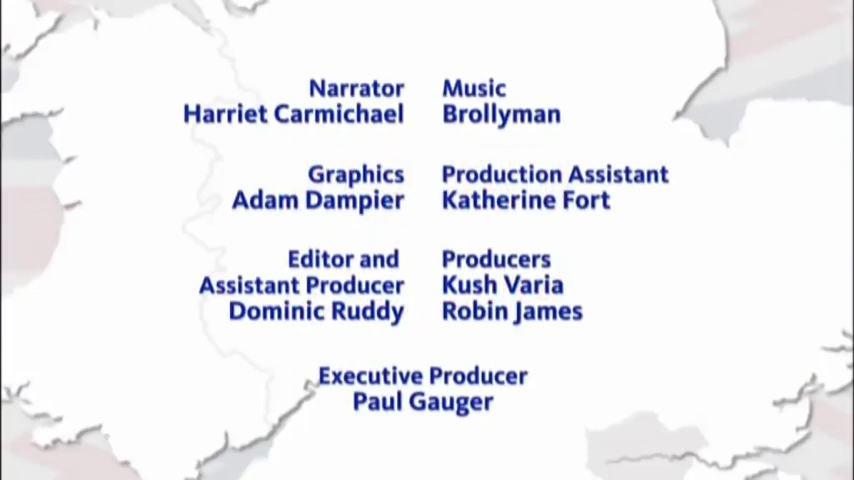 Narrator
Harriet Carmichael
Music
Brollyman
Graphics
Adam Dampier
Production Assistant
Katherine Fort
Editor and
Assistant Producer
Dominic Ruddy
Producers
Kush Varia
Robin James
Executive Producer
Paul Gauger